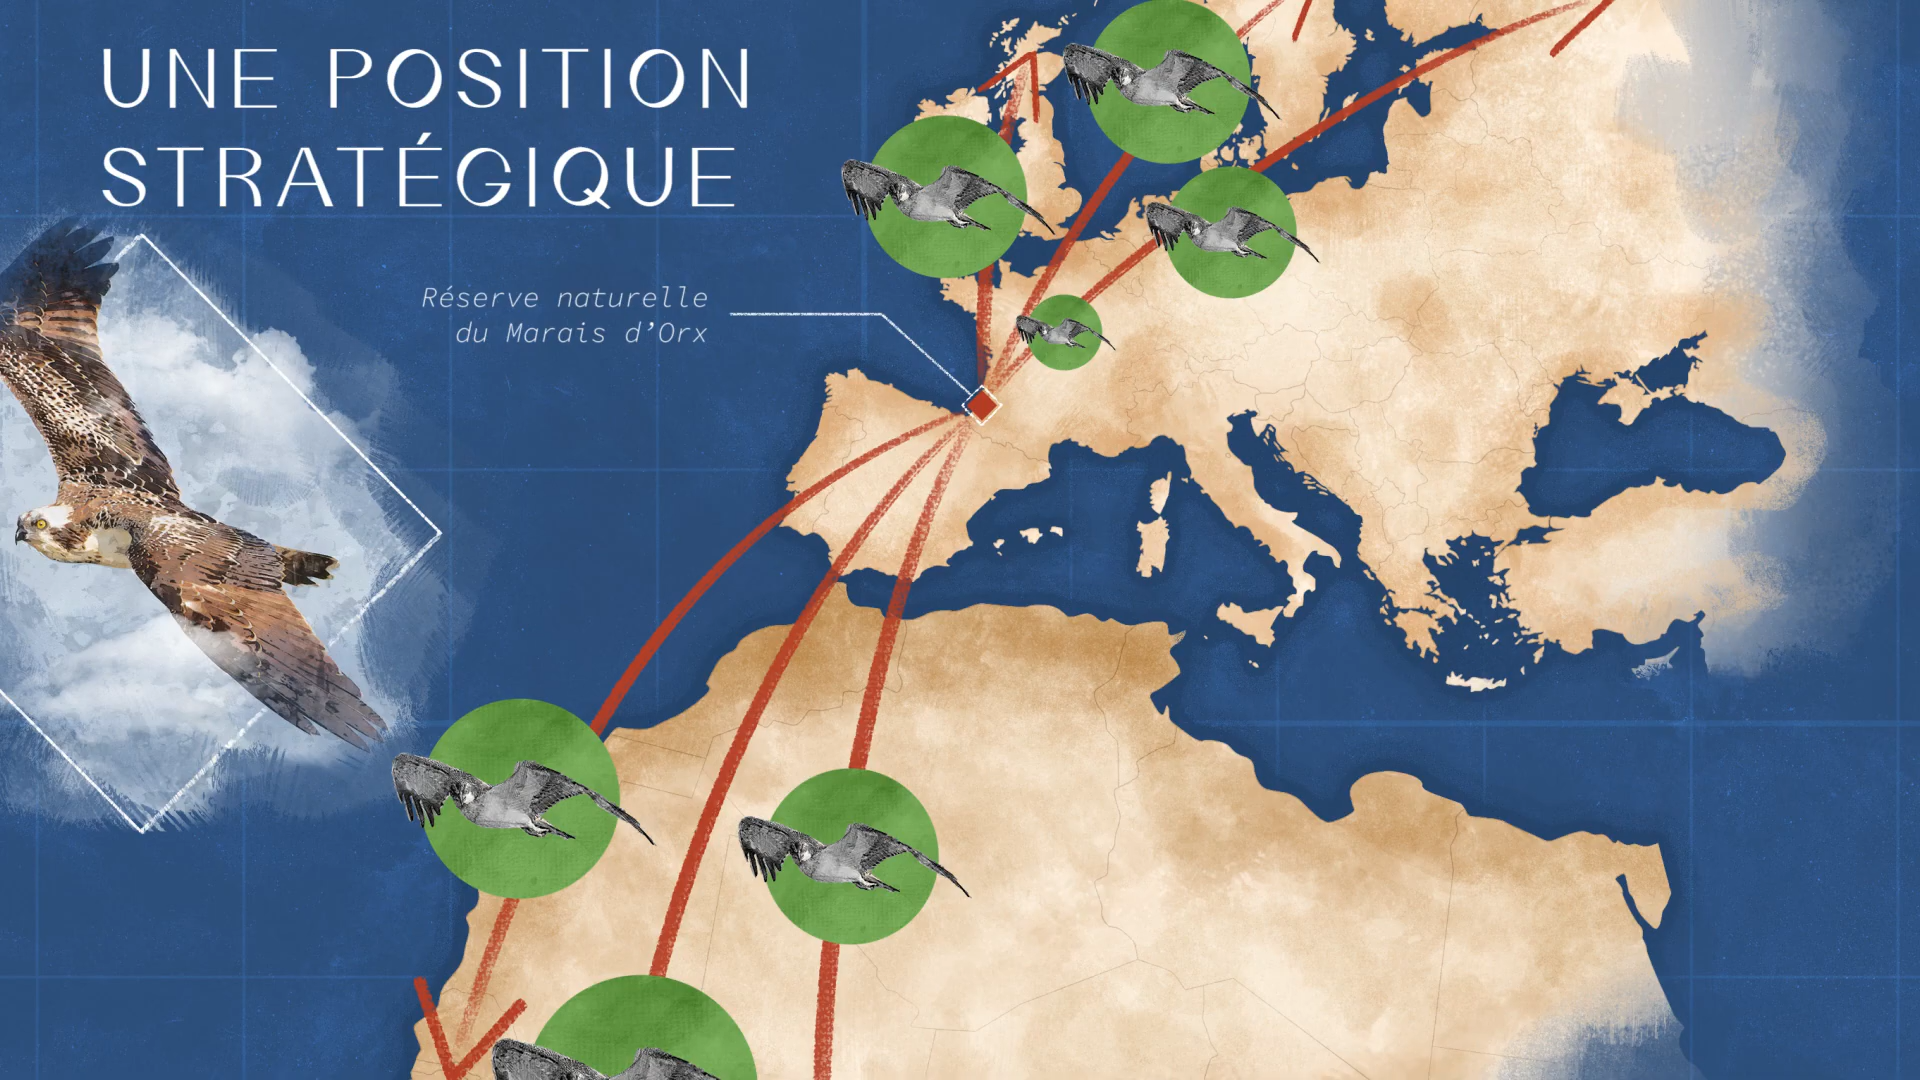 UNE POSITION
STRATÉGIQUE
Réserve naturelle
du Marais d’Orx